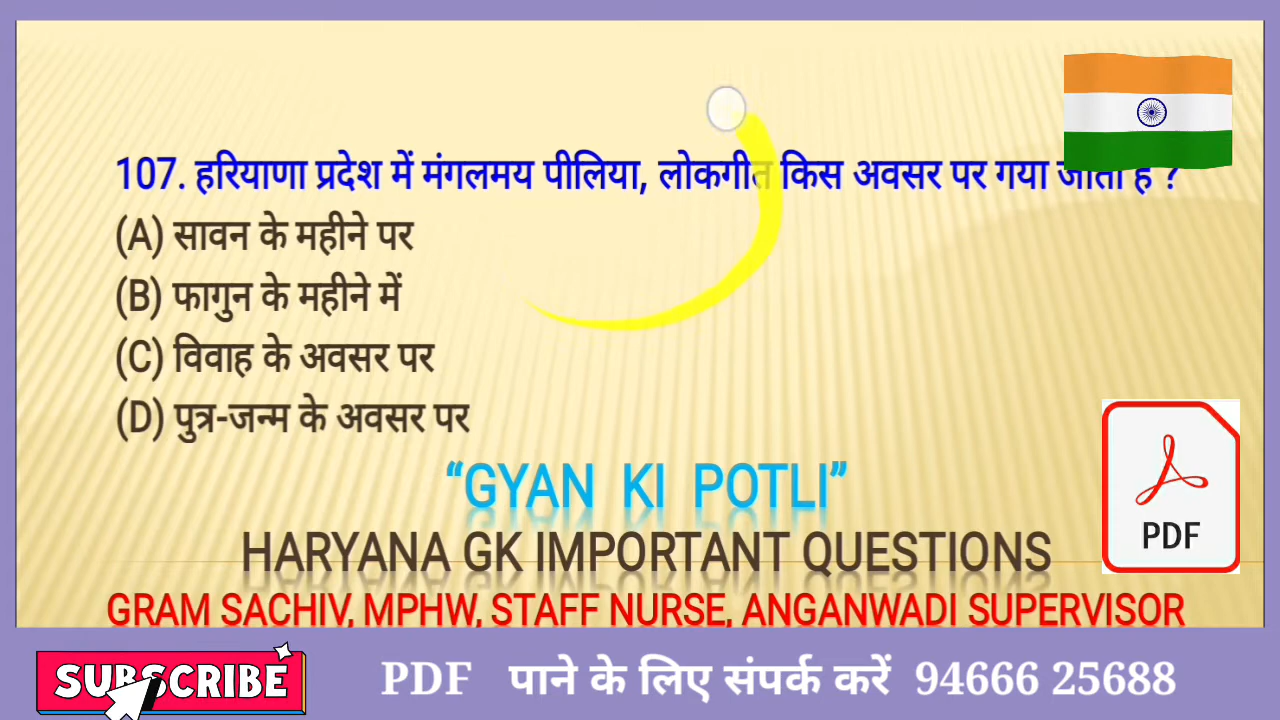 107. हरियाणा प्रदेश में मंगलमय पीलिया, लोकगीत किस अवसर पर गया जाता है ?
(A) सावन के महीने पर
(B) फागुन के महीने में
(C) विवाह के अवसर पर
(D) पुत्र-जन्म के अवसर पर
“GYAN KI POTLI”
HARYANA GK IMPORTANT QUESTIONS
PDF
GRAM SACHIV, MPHW, STAFF NURSE, ANGANWADI SUPERVISOR
SUBSCRIBE
PDF पाने के लिए संपर्क करें 94666 25688